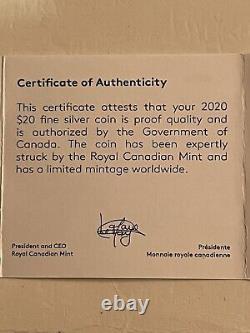 Certificate of Authenticity
This certificate attests that your 2020
$20 fine silver coin is proof quality and
is authorized by the Government of
Canada. The coin has been expertly
struck by the Royal Canadian Mint and
has a limited mintage worldwide.
President and CEO
Royal Canadian Mint
Présidente
Monnaie royale canadienne